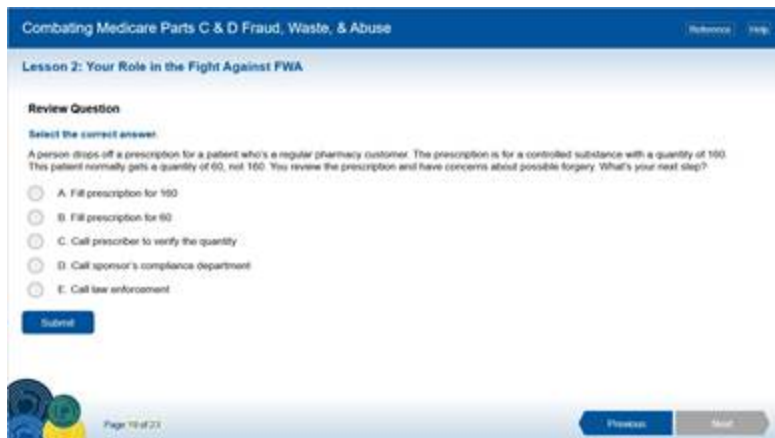 Combating Medicare Parts C & D Fraud, Waste, & Abuse
Reference Help
Lesson 2: Your Role in the Fight Against FWA
Review Question
Select the correct answer.
A person drops off a prescription for a patient who's a regular pharmacy customer. The prescription is for a controlled substance with a quantity of 160.
This patient normally gets a quantity of 60, not 160. You review the prescription and have concerns about possible forgery. What's your next step?
A. Fill prescription for 160
B. Fill prescription for 60
C. Call prescriber to verify the quantity
D. Call sponsor's compliance department
E. Call law enforcement
Submit
Page 19 of 23
Previous Next